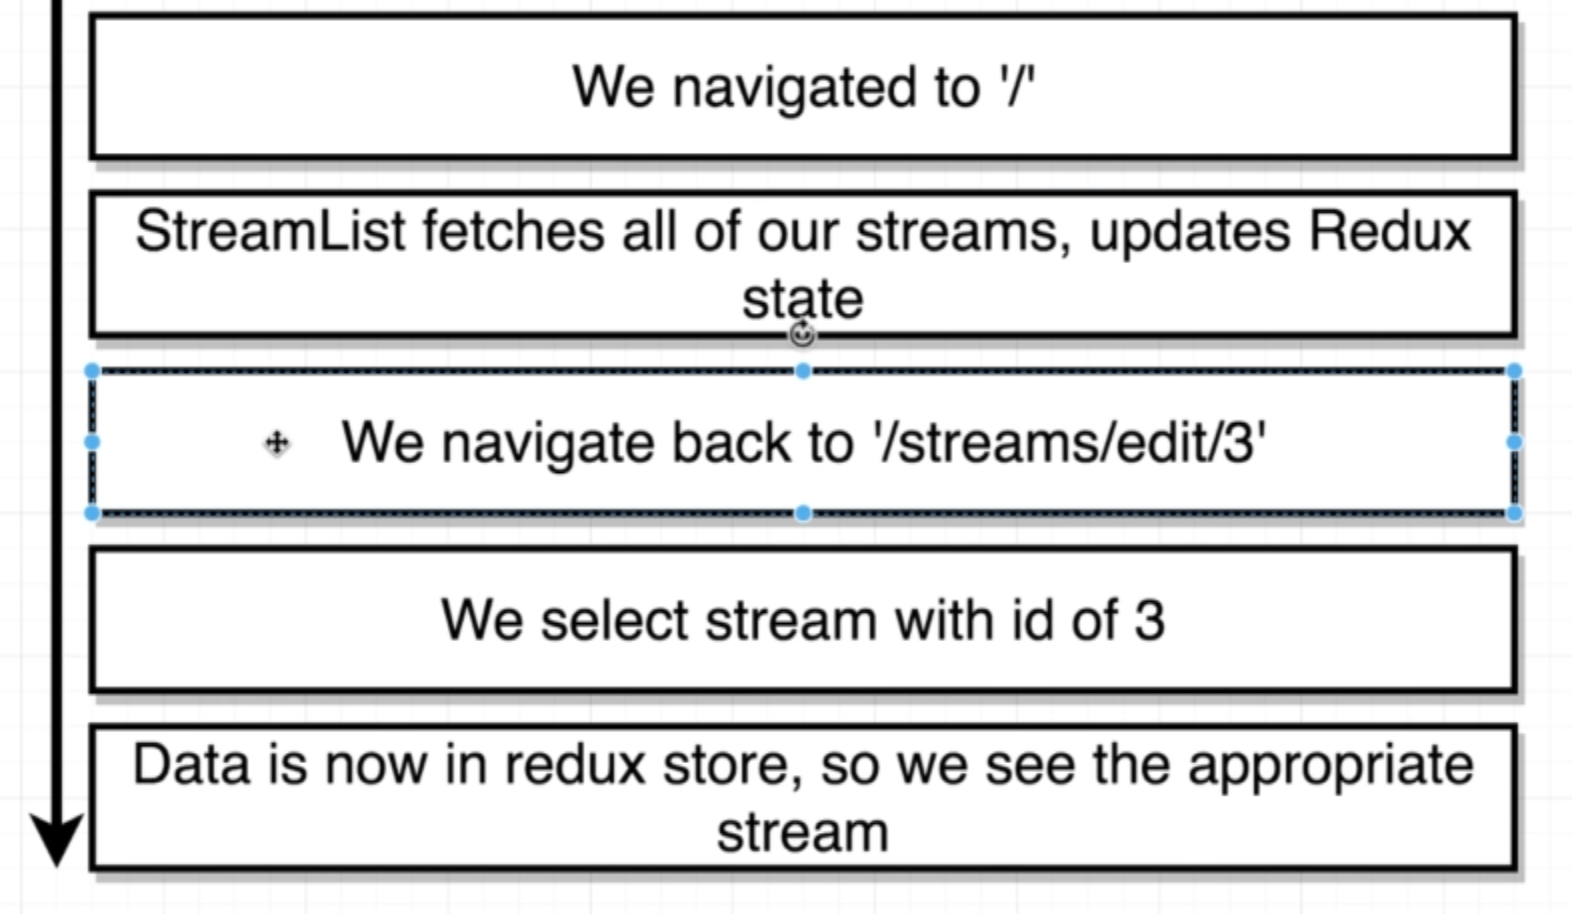 We navigated to '/'
StreamList fetches all of our streams, updates Redux
state
We navigate back to '/streams/edit/3'
We select stream with id of 3
Data is now in redux store, so we see the appropriate
stream